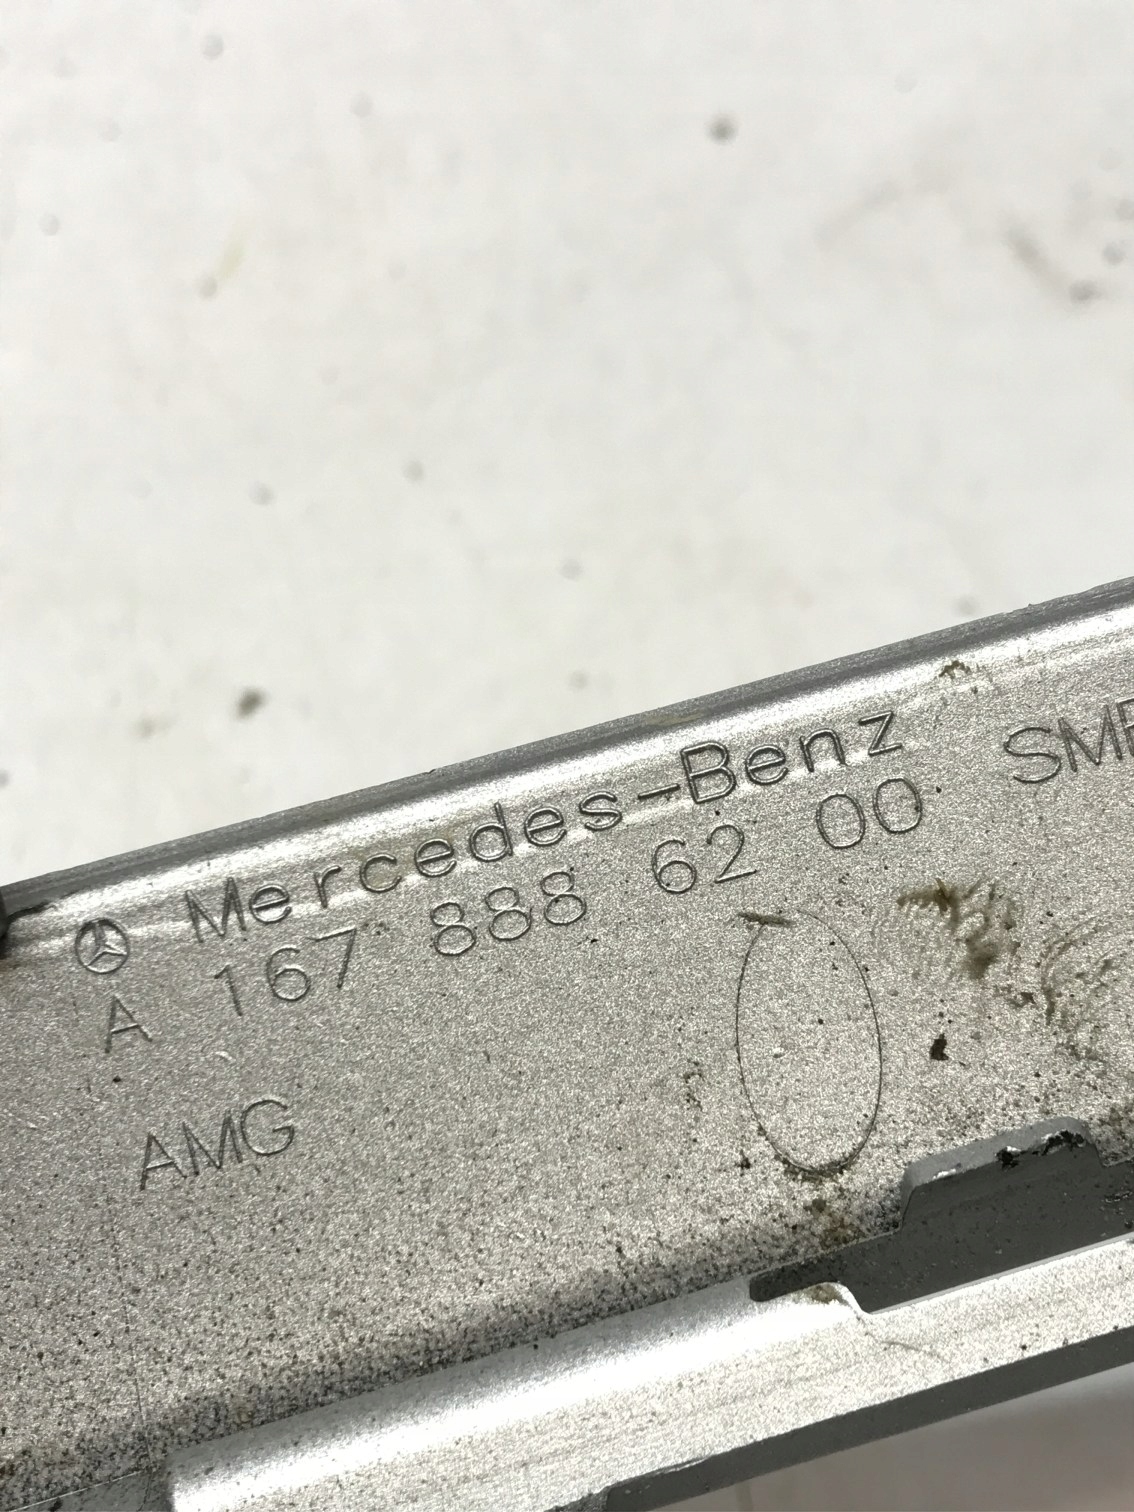 Mercedes-Benz
A 167 888 62 00
AMG